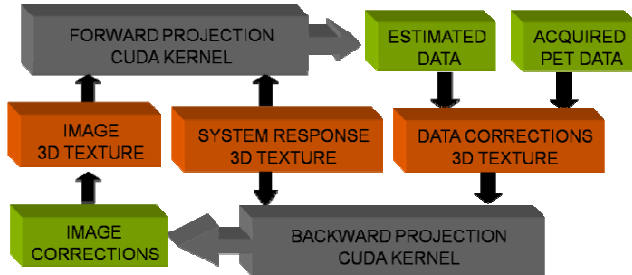 FORWARD PROJECTION
CUDA KERNEL
ESTIMATED
DATA
ACQUIRED
PET DATA
IMAGE
3D TEXTURE
SYSTEM RESPONSE
3D TEXTURE
DATA CORRECTIONS
3D TEXTURE
IMAGE
CORRECTIONS
BACKWARD PROJECTION
CUDA KERNEL